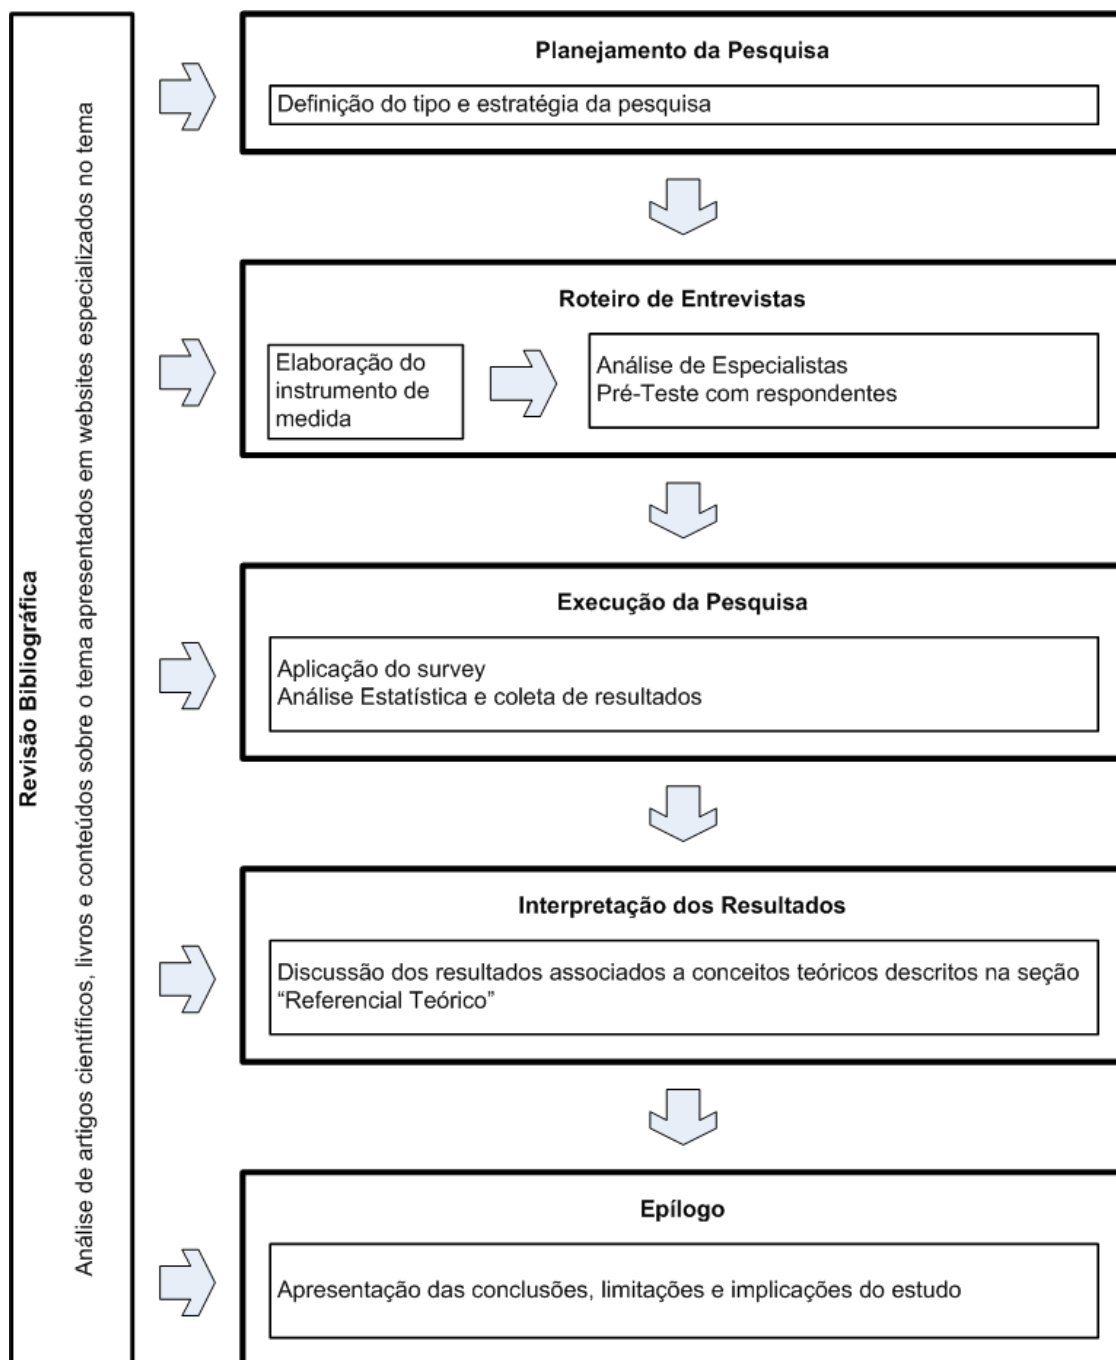 Revisão Bibliográfica
Análise de artigos científicos, livros e conteúdos sobre o tema apresentados em websites especializados no tema
Planejamento da Pesquisa
Definição do tipo e estratégia da pesquisa
Roteiro de Entrevistas
Elaboração do
instrumento de
medida
Análise de Especialistas
Pré-Teste com respondentes
Execução da Pesquisa
Aplicação do survey
Análise Estatística e coleta de resultados
Interpretação dos Resultados
Discussão dos resultados associados a conceitos teóricos descritos na seção
“Referencial Teórico”
Epílogo
Apresentação das conclusões, limitações e implicações do estudo